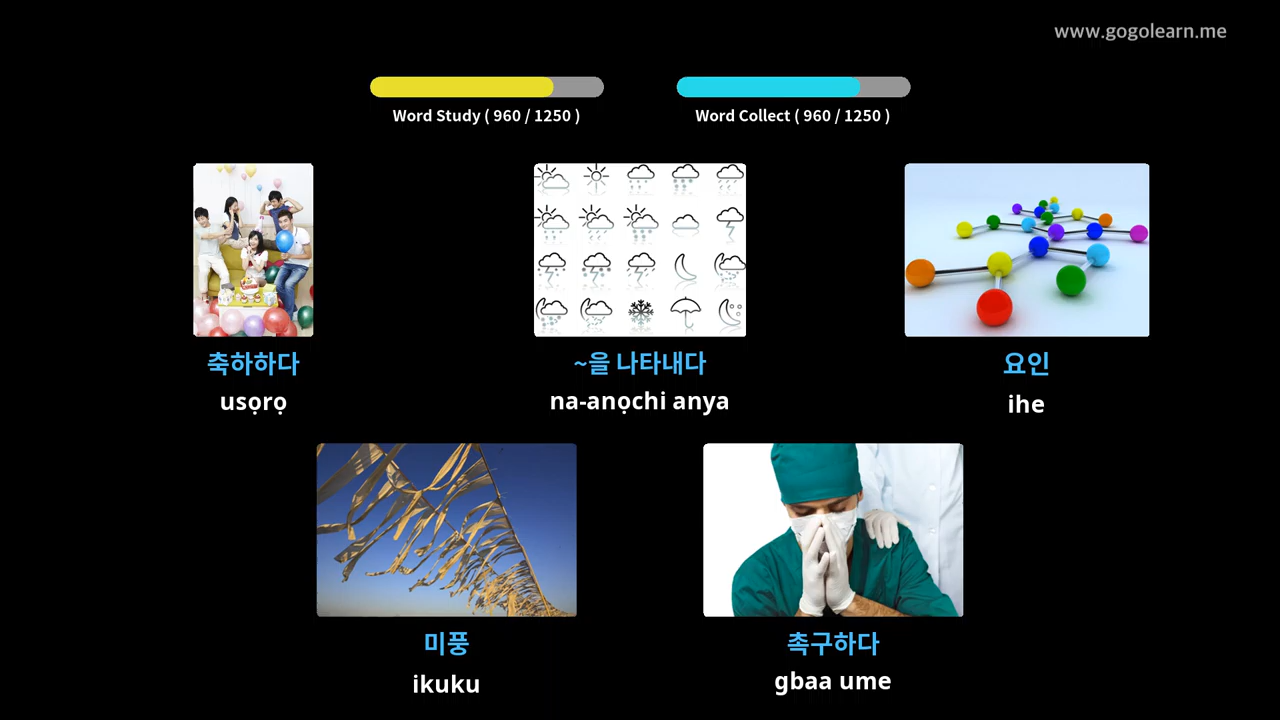 www.gogolearn.me
Word Study ( 960 / 1250 )
Word Collect ( 960 / 1250 )
축하하다
usọrọ
~을 나타내다
na-anọchi anya
요인
ihe
미풍
ikuku
촉구하다
gbaa ume